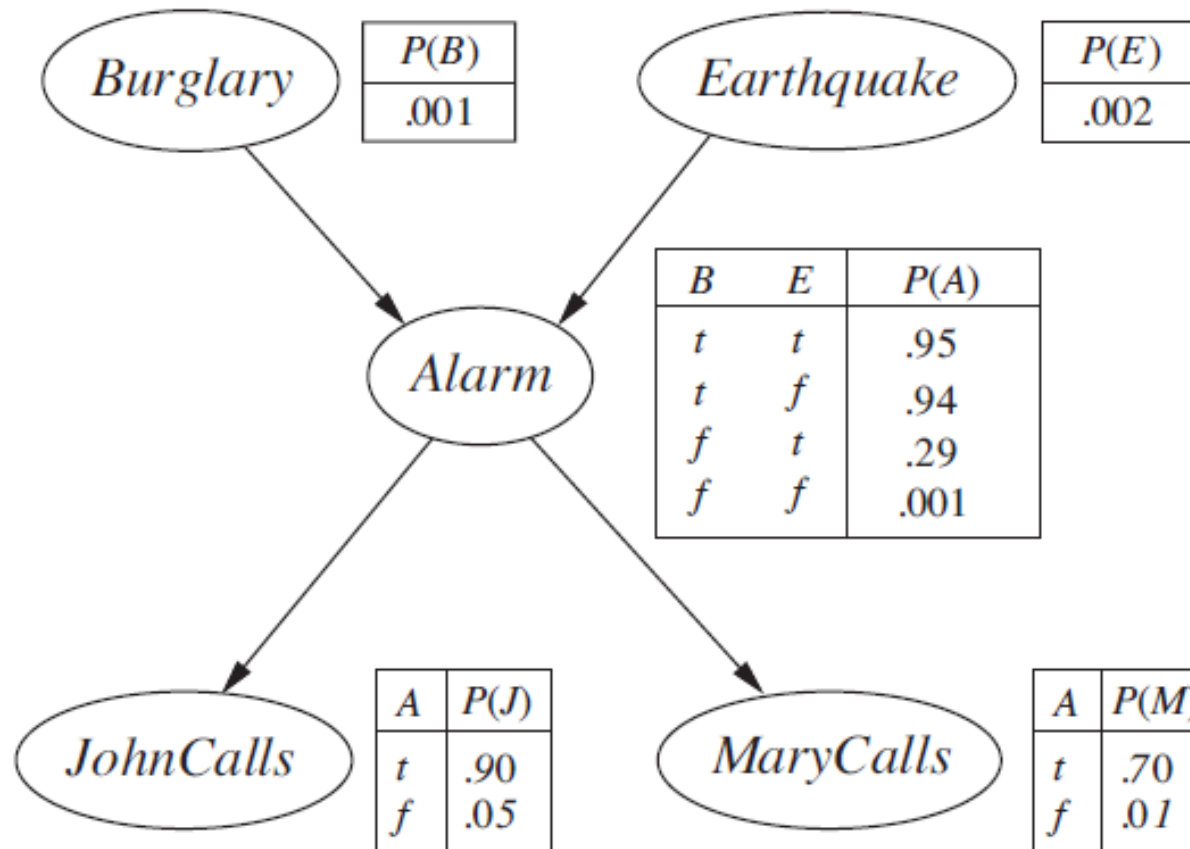 Burglary
P(B)
.001
Earthquake
P(E)
.002
Alarm
B E P(A)
t t .95
t f .94
f t .29
f f .001
JohnCalls
A P(J)
t .90
f .05
MaryCalls
A P(M)
t .70
f .01